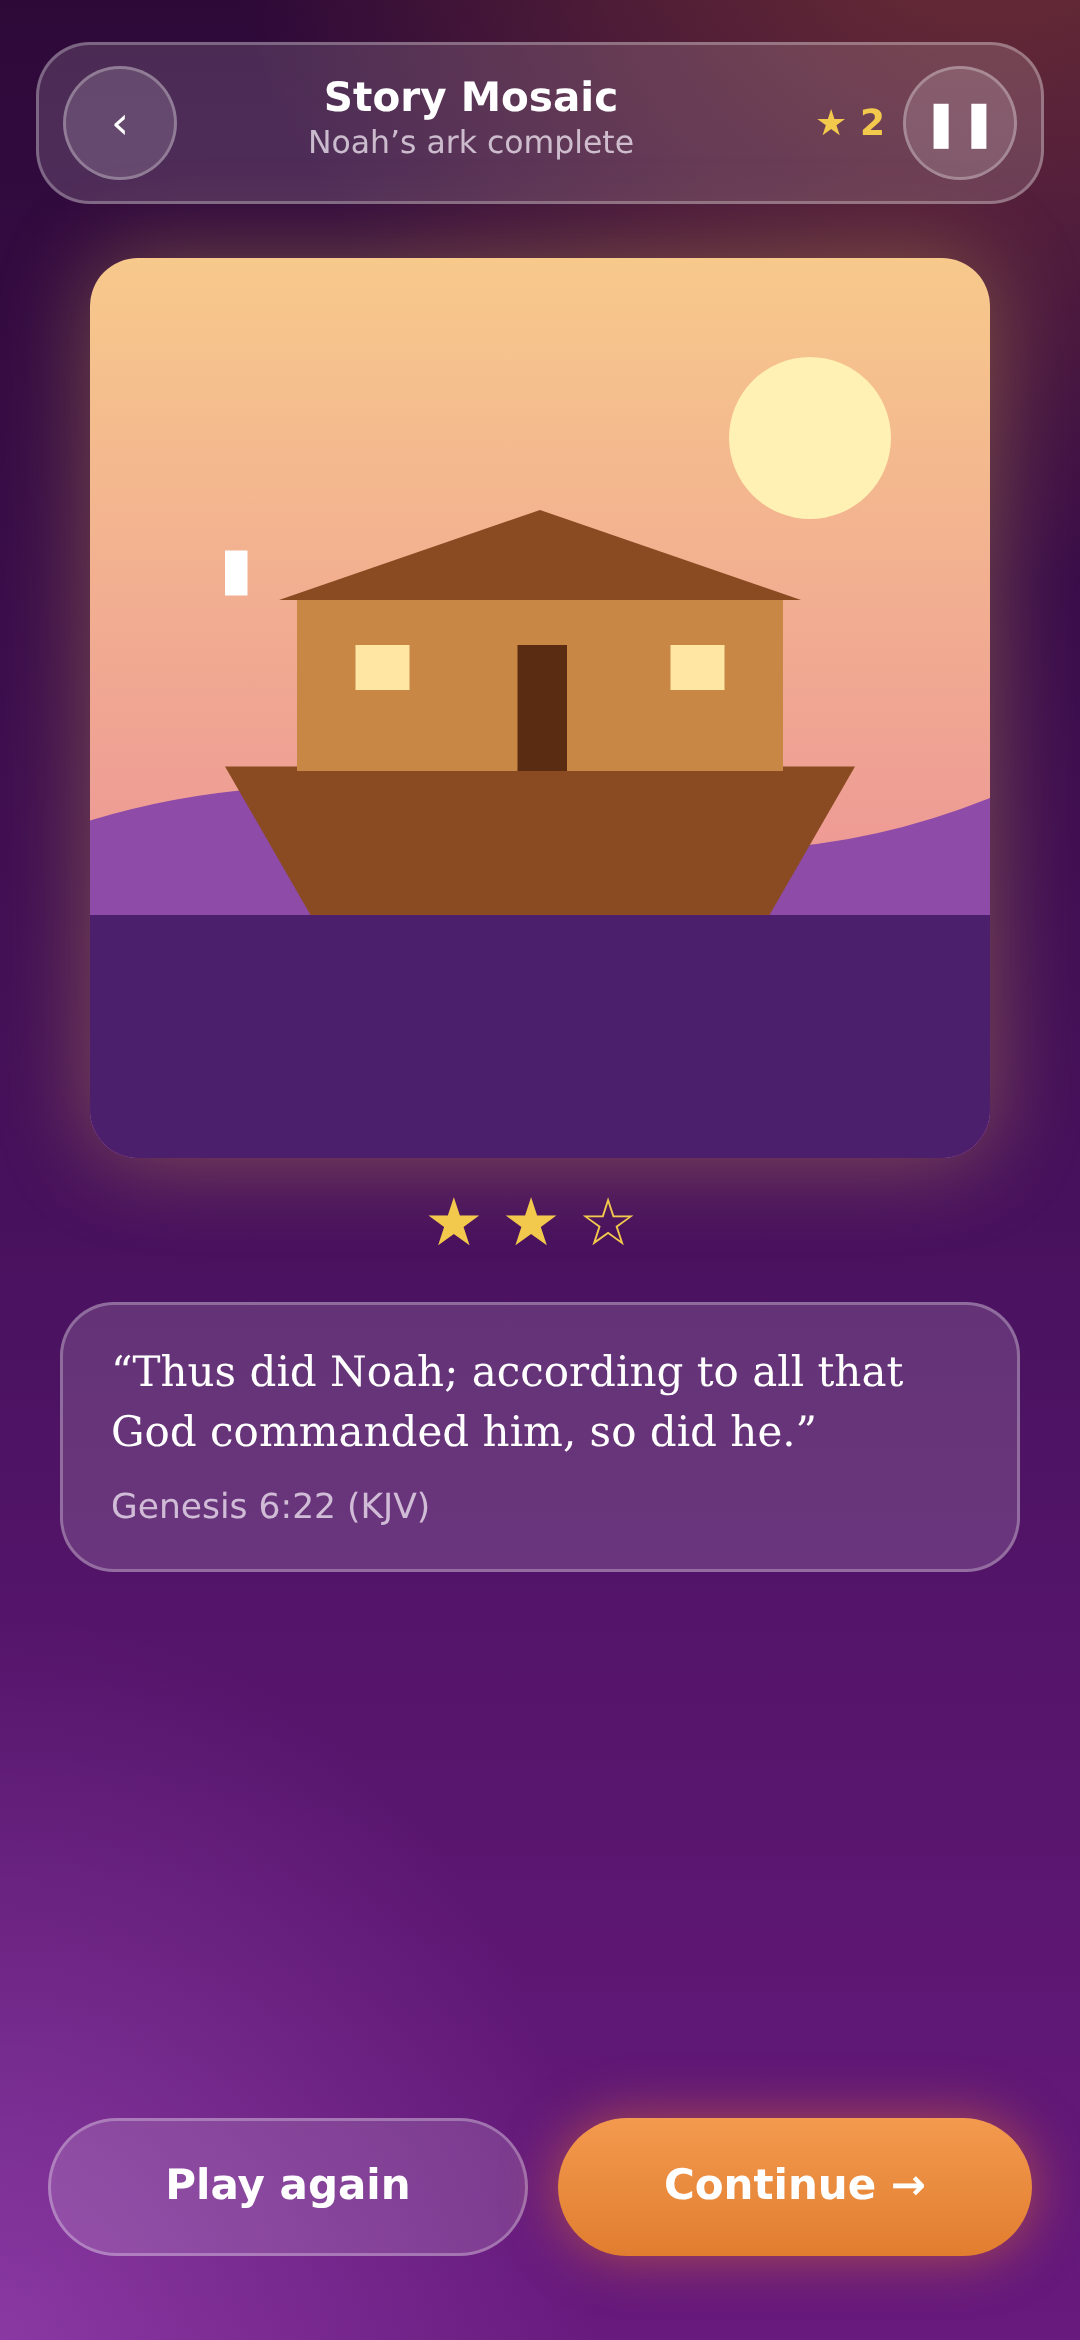 ‹
Story Mosaic
Noah’s ark complete
★ 2
“Thus did Noah; according to all that
God commanded him, so did he.”
Genesis 6:22 (KJV)
Play again
Continue →